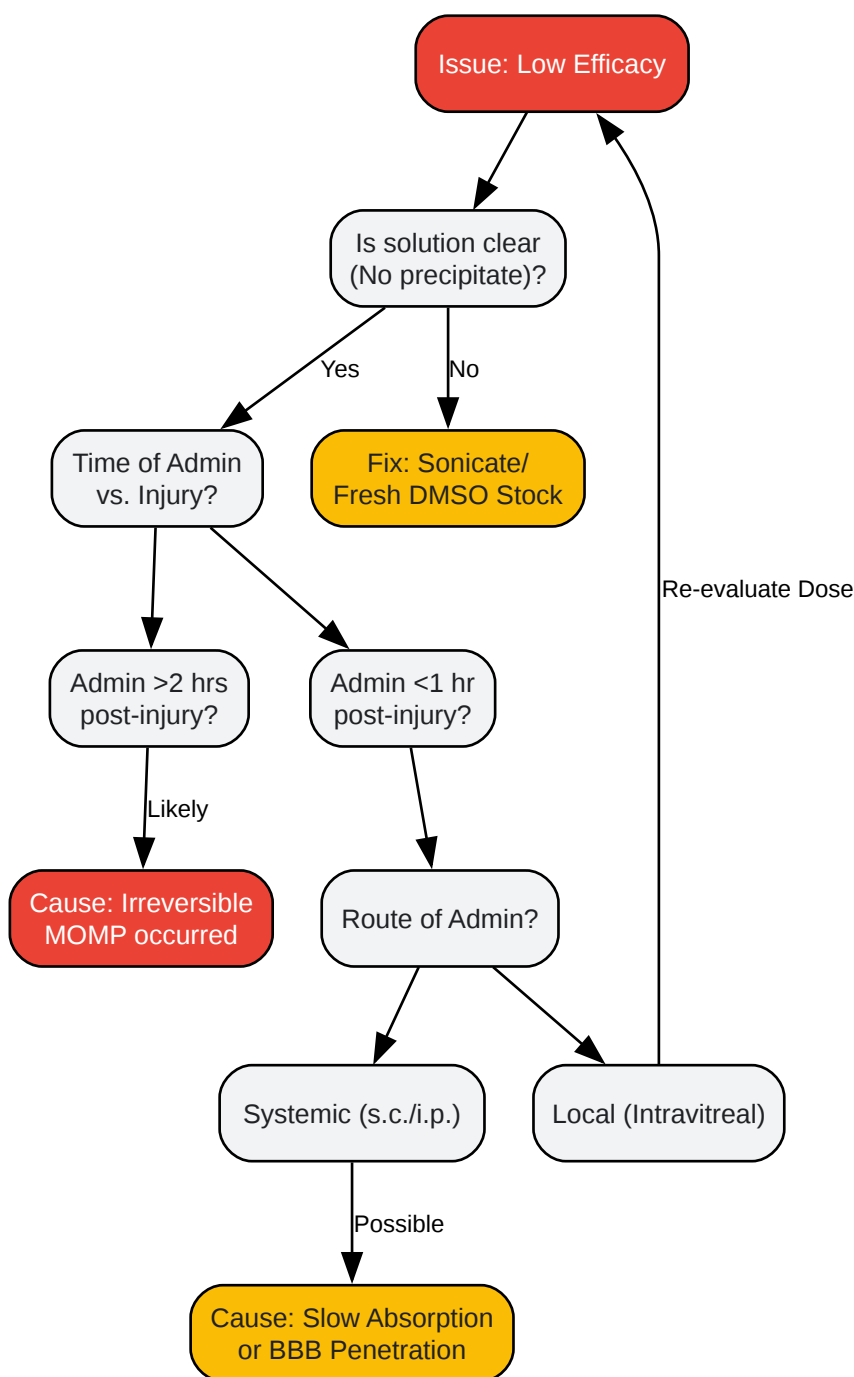 Issue: Low Efficacy
Is solution clear
(No precipitate)?
Yes
No
Time of Admin
vs. Injury?
Fix: Sonicate/
Fresh DMSO Stock
Re-evaluate Dose
Admin >2 hrs
post-injury?
Admin <1 hr
post-injury?
Likely
Cause: Irreversible
MOMP occurred
Route of Admin?
Systemic (s.c./i.p.)
Local (Intravitreal)
Possible
Cause: Slow Absorption
or BBB Penetration